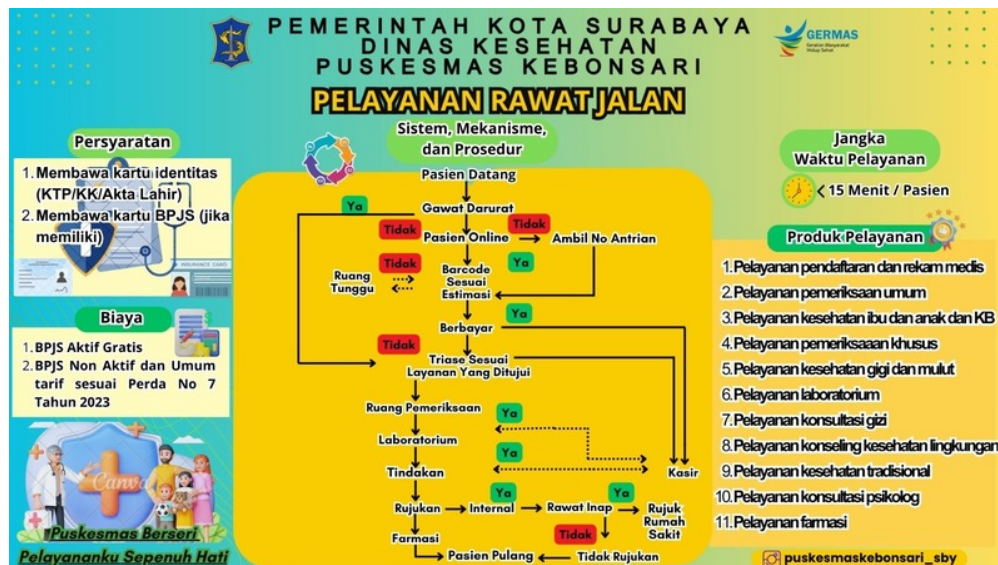 PEMERINTAH KOTA SURABAYA
DINAS KESEHATAN
PUSKESMAS KEBONSARI
GERMAS
Gerakan Masyarakat
Hidup Sehat
PELAYANAN RAWAT JALAN
Persyaratan
1. Membawa kartu identitas
(KTP/KK/Akta Lahir)
2. Membawa kartu BPJS (jika
memiliki)
INSURANCE CARD
Biaya
1. BPJS Aktif Gratis
2. BPJS Non Aktif dan Umum
tarif sesuai Perda No 7
Tahun 2023
Canva
Puskesmas Berseri
Pelayananku Sepenuh Hati
Sistem, Mekanisme,
dan Prosedur
Pasien Datang
Ya
Gawat Darurat
Tidak
Tidak
Pasien Online
Ambil No Antrian
Tidak
Ya
Ruang
Tunggu
Barcode
Sesuai
Estimasi
Ya
Berbayar
Tidak
Triase Sesuai
Layanan Yang Ditujui
Ruang Pemeriksaan
Ya
Laboratorium
Ya
Tindakan
Kasir
Ya
Ya
Rujukan
Internal
Rawat Inap
Rujuk
Rumah
Sakit
Farmasi
Tidak
Pasien Pulang
Tidak Rujukan
Jangka
Waktu Pelayanan
< 15 Menit / Pasien
Produk Pelayanan
1. Pelayanan pendaftaran dan rekam medis
2. Pelayanan pemeriksaan umum
3. Pelayanan kesehatan ibu dan anak dan KB
4. Pelayanan pemeriksaaan khusus
5. Pelayanan kesehatan gigi dan mulut
6. Pelayanan laboratorium
7. Pelayanan konsultasi gizi
8. Pelayanan konseling kesehatan lingkungan
9. Pelayanan kesehatan tradisional
10. Pelayanan konsultasi psikolog
11. Pelayanan farmasi
puskesmaskebonsari_sby